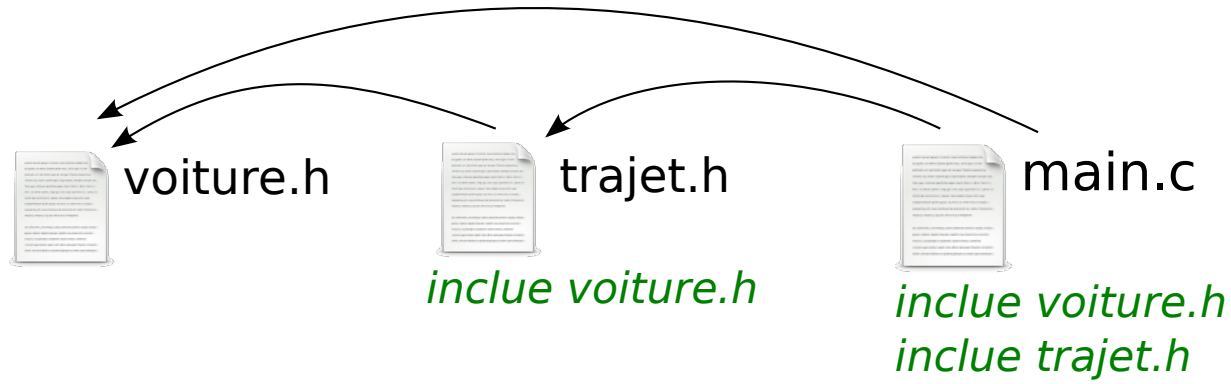 voiture.h
trajet.h
main.c
inclue voiture.h
inclue voiture.h
inclue trajet.h